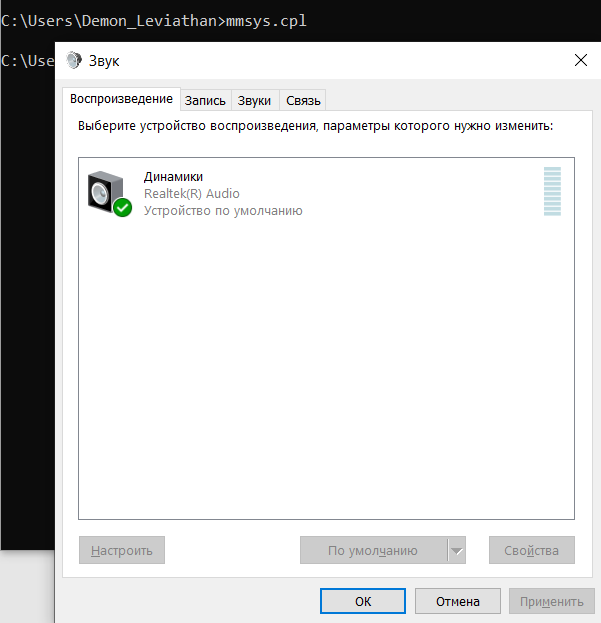 C:\Users\Demon_Leviathan>mmsys.cpl
C:\Use
Звук
Воспроизведение Запись Звуки Связь
Выберите устройство воспроизведения, параметры которого нужно изменить:
Динамики
Realtek(R) Audio
Устройство по умолчанию
Настроить По умолчанию Свойства
ОК Отмена Применить